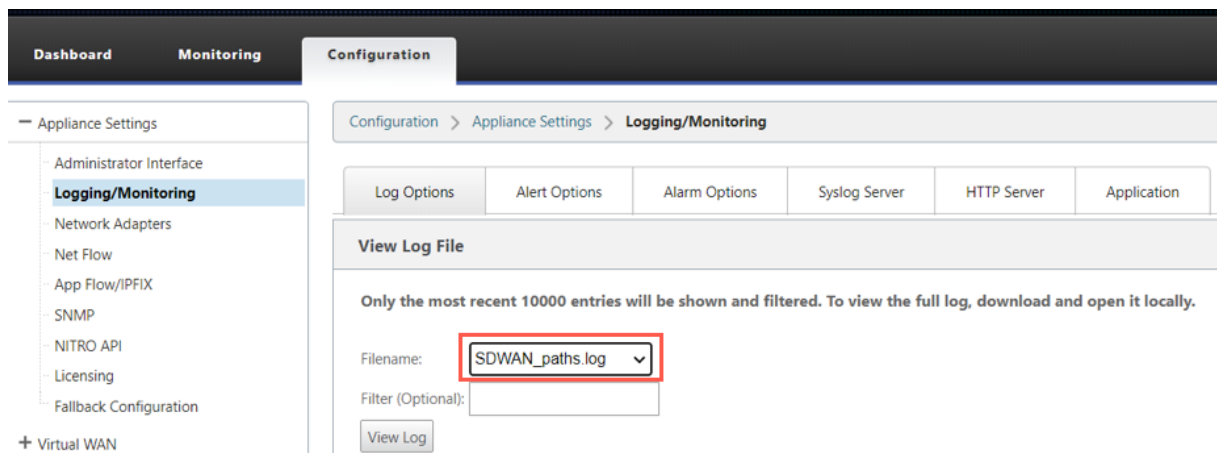 Dashboard Monitoring Configuration
Appliance Settings
Administrator Interface
Logging/Monitoring
Network Adapters
Net Flow
App Flow/IPFIX
SNMP
NITRO API
Licensing
Fallback Configuration
Virtual WAN
Configuration > Appliance Settings > Logging/Monitoring
Log Options Alert Options Alarm Options Syslog Server HTTP Server Application
View Log File
Only the most recent 10000 entries will be shown and filtered. To view the full log, download and open it locally.
Filename: SDWAN_paths.log
Filter (Optional):
View Log